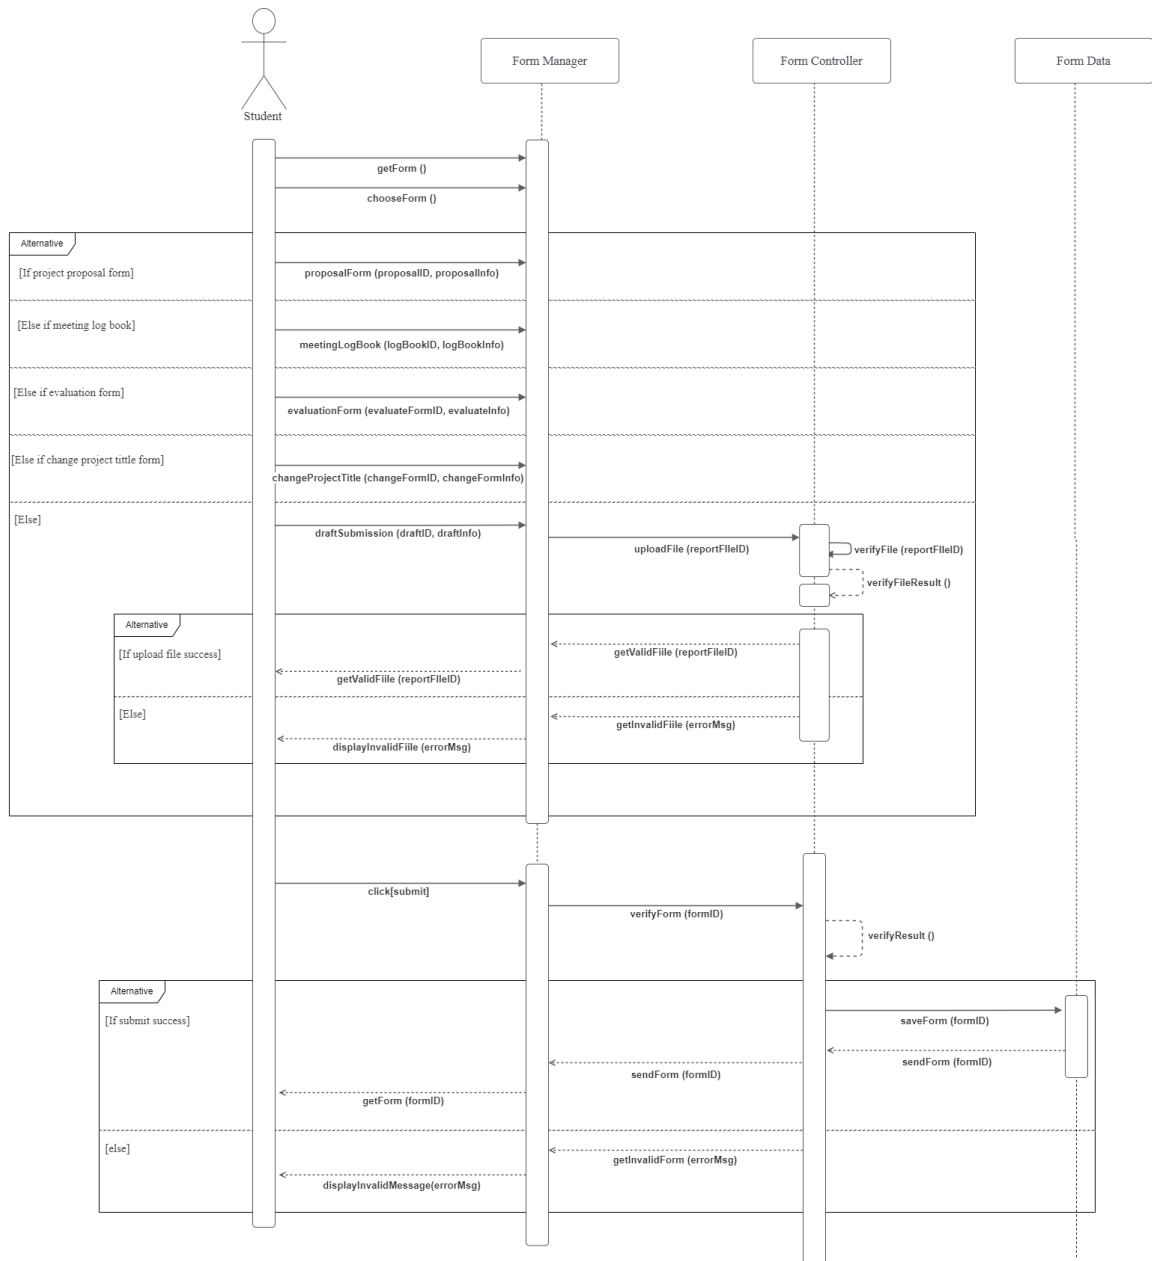 Student
Form Manager
Form Controller
Form Data
getForm ()
chooseForm ()
Alternative
[If project proposal form]
proposalForm (proposalID, proposalInfo)
[Else if meeting log book]
meetingLogBook (logBookID, logBookInfo)
[Else if evaluation form]
evaluationForm (evaluateFormID, evaluateInfo)
[Else if change project tittle form]
changeProjectTitle (changeFormID, changeFormInfo)
[Else]
draftSubmission (draftID, draftInfo)
uploadFile (reportFIleID)
verifyFile (reportFIleID)
verifyFileResult ()
Alternative
[If upload file success]
getValidFiile (reportFileID)
getValidFiile (reportFIleID)
[Else]
getInvalidFiile (errorMsg)
displayInvalidFiile (errorMsg)
click[submit]
verifyForm (formID)
verifyResult ()
Alternative
[If submit success]
saveForm (formID)
sendForm (formID)
sendForm (formID)
getForm (formID)
[else]
getInvalidForm (errorMsg)
displayInvalidMessage(errorMsg)